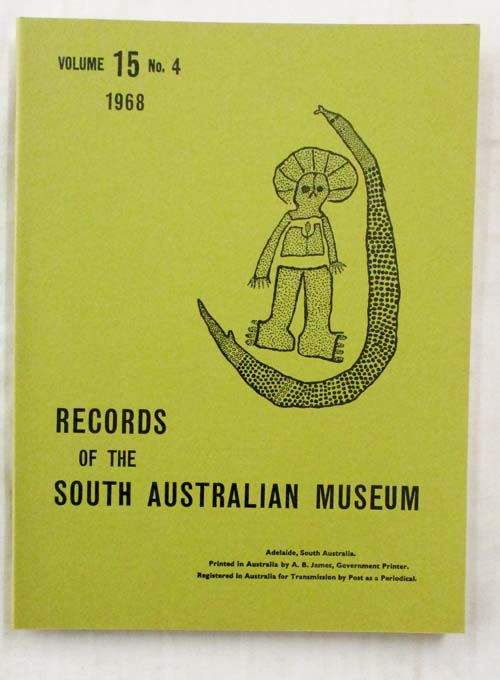 VOLUME 15 No. 4
1968
RECORDS
OF THE
SOUTH AUSTRALIAN MUSEUM
Adelaide, South Australia.
Printed in Australia by A. B. James, Government Printer.
Registered in Australia for Transmission by Post as a Periodical.